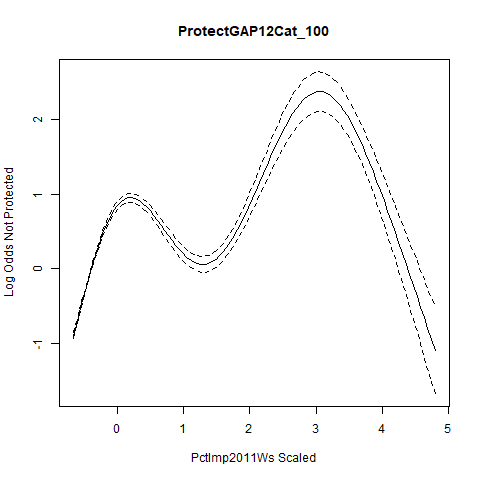 ProtectGAP12Cat_100
Log Odds Not Protected
2
1
0
-1
0 1 2 3 4 5
PctImp2011Ws Scaled